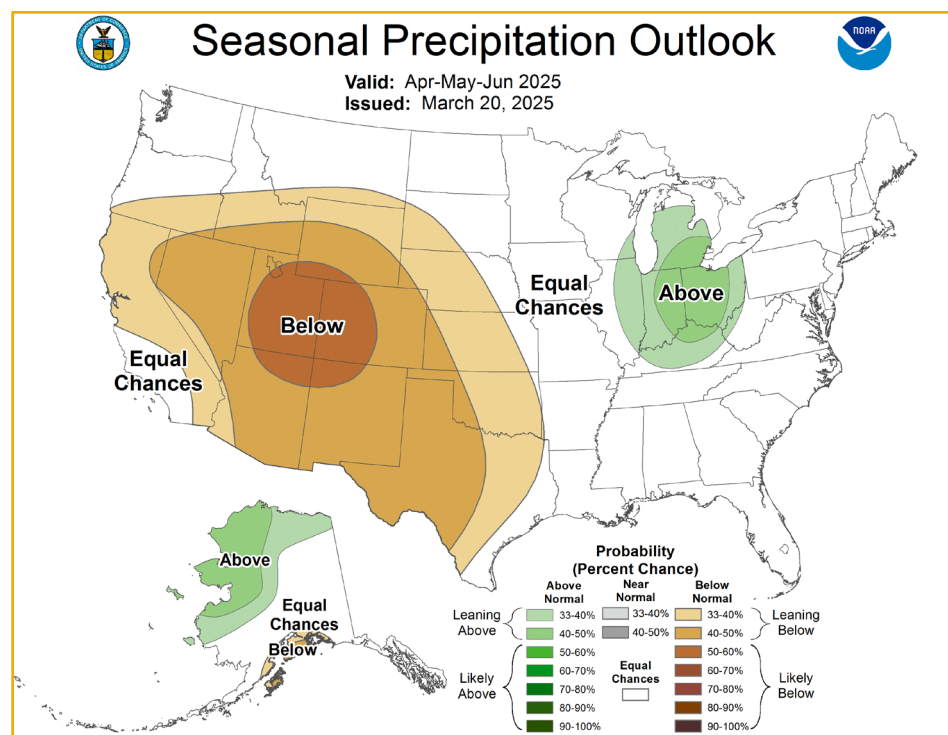 Seasonal Precipitation Outlook
NOAA
Valid: Apr-May-Jun 2025
Issued: March 20, 2025
Equal
Chances
Above
Below
Equal
Chances
Above
Equal
Chances
Below
Probability
(Percent Chance)
Above
Normal
Near
Normal
Below
Normal
Leaning
Above
33-40%
33-40%
33-40%
40-50%
40-50%
40-50%
Leaning
Below
Likely
Above
50-60%
60-70%
70-80%
80-90%
90-100%
Equal
Chances
50-60%
60-70%
70-80%
80-90%
90-100%
Likely
Below